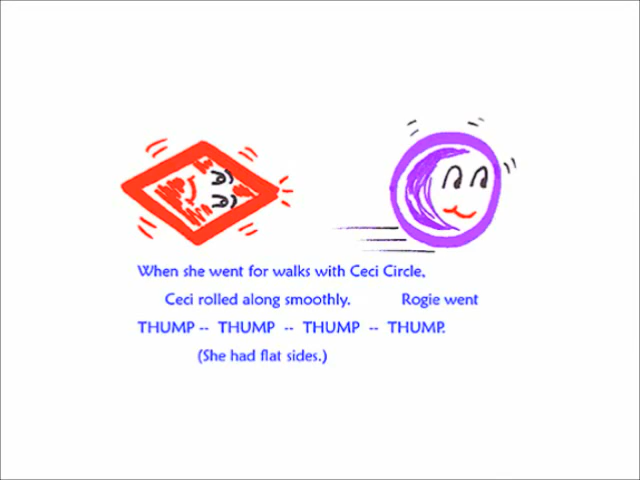 When she went for walks with Ceci Circle,
Ceci rolled along smoothly. Rogie went
THUMP -- THUMP -- THUMP -- THUMP.
(She had flat sides.)